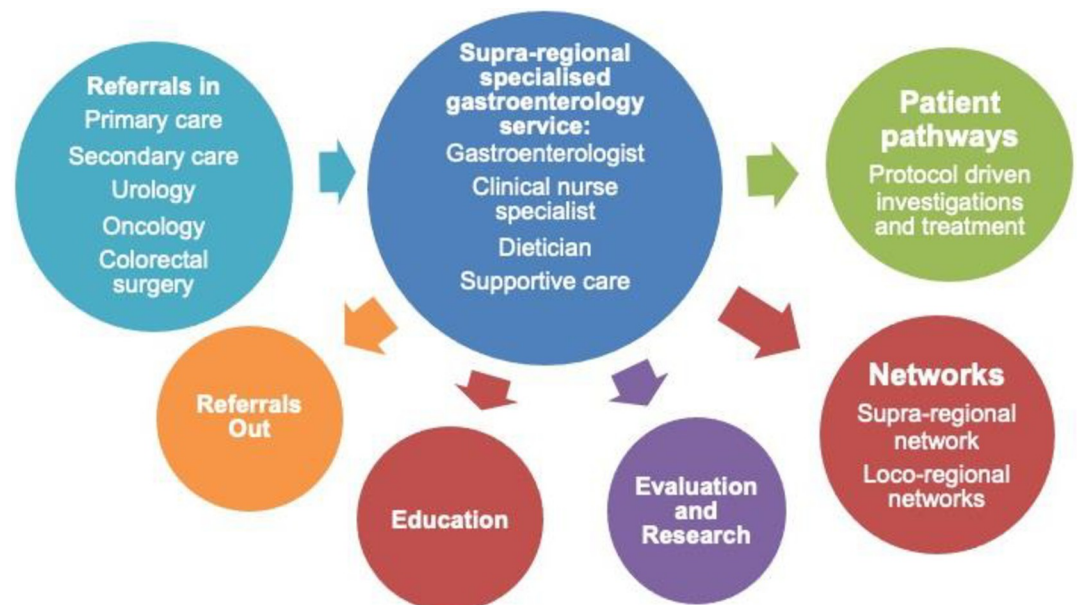 Referrals in
Primary care
Secondary care
Urology
Oncology
Colorectal
surgery
Supra-regional
specialised
gastroenterology
service:
Gastroenterologist
Clinical nurse
specialist
Dietician
Supportive care
Patient
pathways
Protocol driven
investigations
and treatment
Referrals
Out
Education
Evaluation
and
Research
Networks
Supra-regional
network
Loco-regional
networks